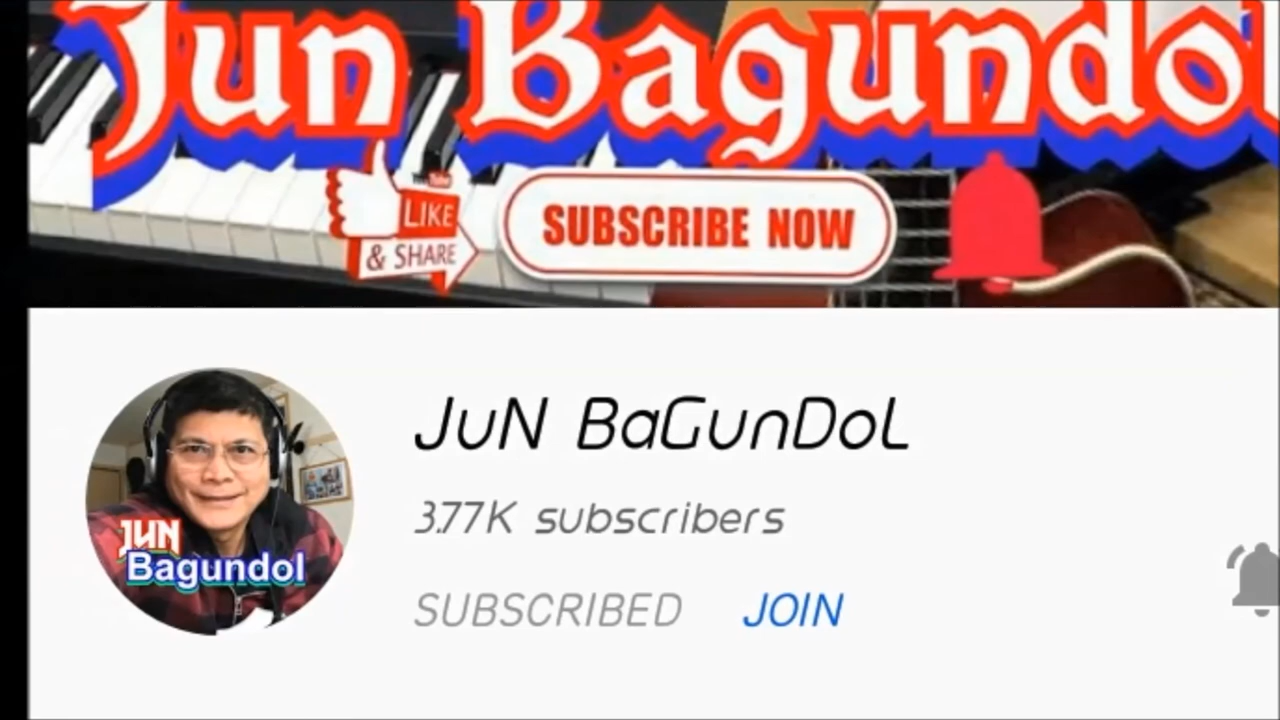 Jun Bagundol
LIKE
& SHARE
SUBSCRIBE NOW
JUN
Bagundol
JuN BaGunDoL
3.77K subscribers
SUBSCRIBED JOIN